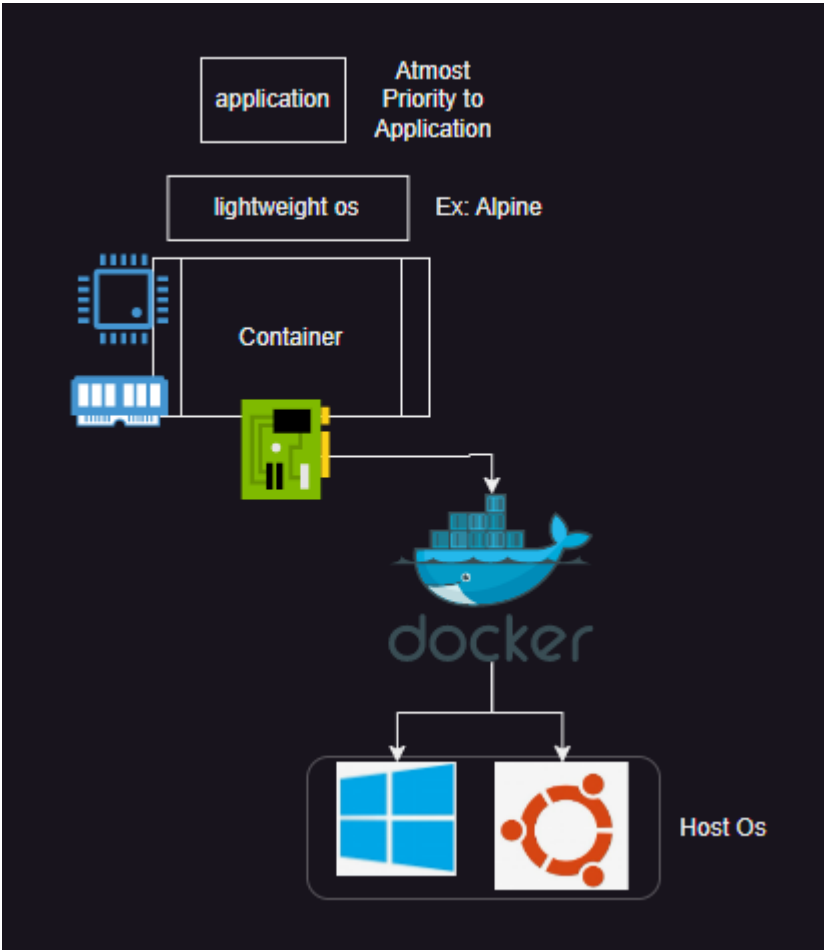 application
Atmost
Priority to
Application
lightweight os
Ex: Alpine
Container
docker
Host Os